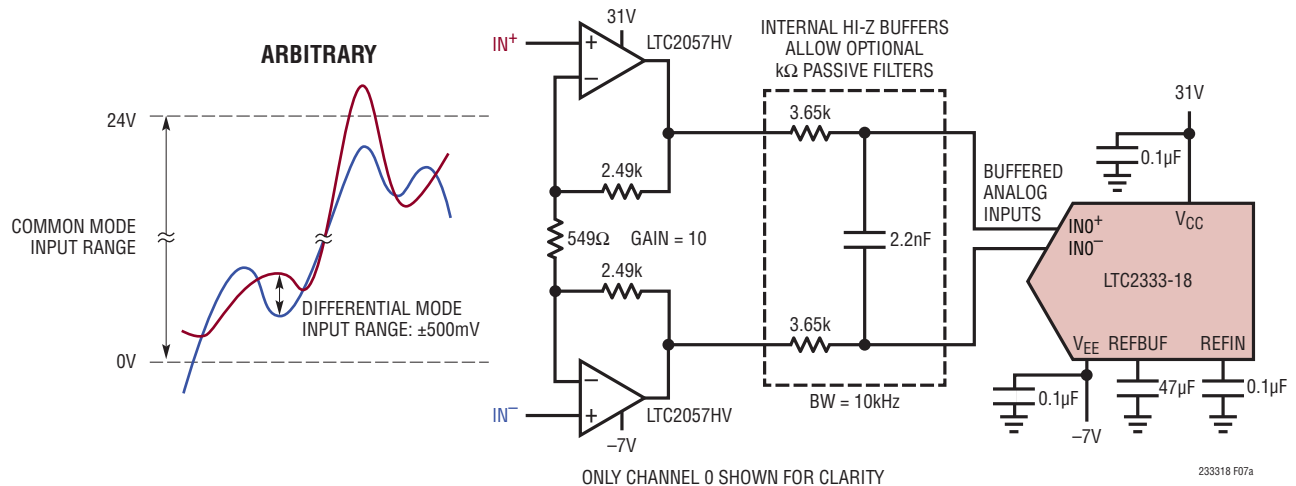 ARBITRARY
24V
COMMON MODE
INPUT RANGE
DIFFERENTIAL MODE
INPUT RANGE: ±500mV
0V
IN+
31V
LTC2057HV
2.49k
549Ω
GAIN = 10
2.49k
IN–
LTC2057HV
–7V
INTERNAL HI-Z BUFFERS
ALLOW OPTIONAL
kΩ PASSIVE FILTERS
3.65k
2.2nF
3.65k
BW = 10kHz
BUFFERED
ANALOG
INPUTS
31V
0.1µF
VCC
IN0+
IN0–
LTC2333-18
VEE
REFBUF
REFIN
0.1µF
47µF
0.1µF
–7V
ONLY CHANNEL 0 SHOWN FOR CLARITY
233318 F07a